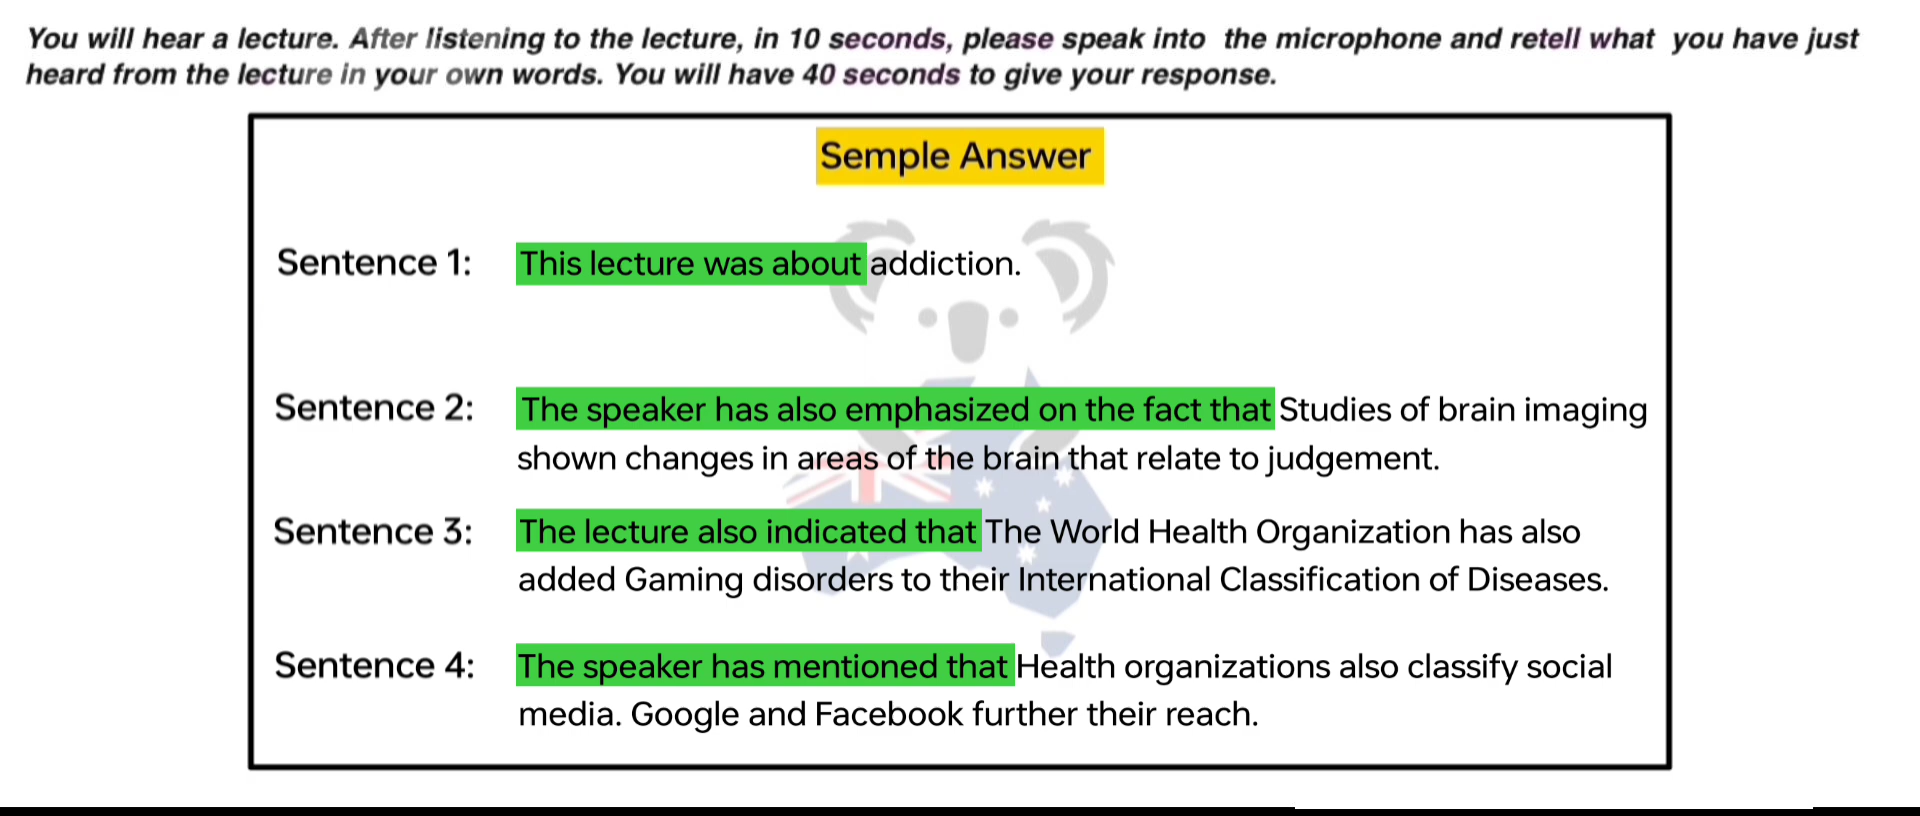 You will hear a lecture. After listening to the lecture, in 10 seconds, please speak into the microphone and retell what you have just
heard from the lecture in your own words. You will have 40 seconds to give your response.
Semple Answer
Sentence 1: This lecture was about addiction.
Sentence 2: The speaker has also emphasized on the fact that Studies of brain imaging
shown changes in areas of the brain that relate to judgement.
Sentence 3: The lecture also indicated that The World Health Organization has also
added Gaming disorders to their International Classification of Diseases.
Sentence 4: The speaker has mentioned that Health organizations also classify social
media. Google and Facebook further their reach.